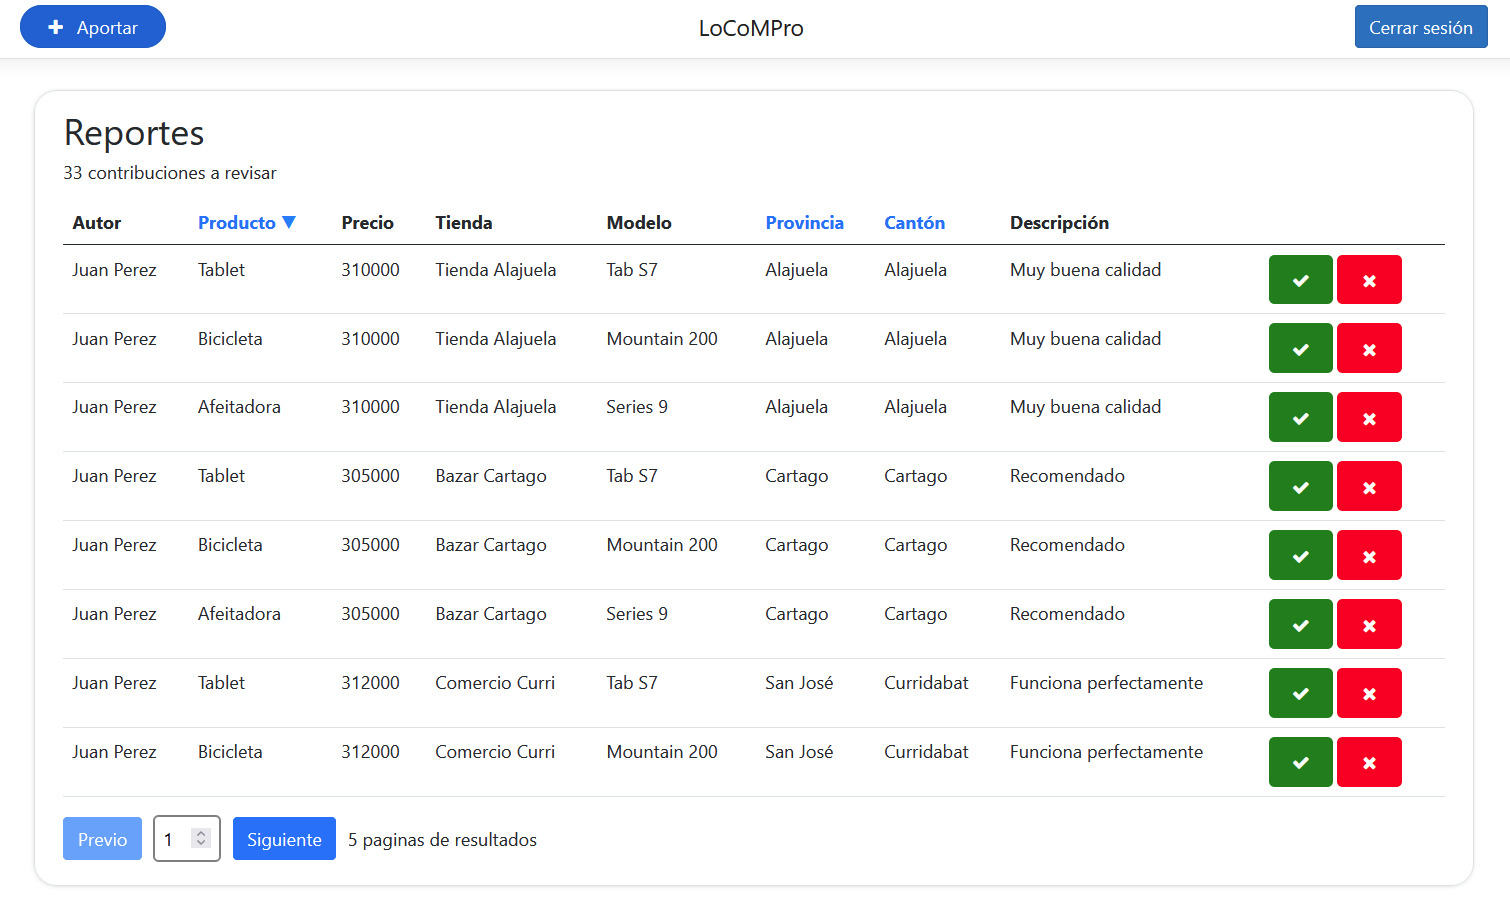 Aportar LoCoMPro Cerrar sesión
Reportes
33 contribuciones a revisar
Autor Producto ▼ Precio Tienda Modelo Provincia Cantón Descripción
Juan Perez Tablet 310000 Tienda Alajuela Tab S7 Alajuela Alajuela Muy buena calidad
Juan Perez Bicicleta 310000 Tienda Alajuela Mountain 200 Alajuela Alajuela Muy buena calidad
Juan Perez Afeitadora 310000 Tienda Alajuela Series 9 Alajuela Alajuela Muy buena calidad
Juan Perez Tablet 305000 Bazar Cartago Tab S7 Cartago Cartago Recomendado
Juan Perez Bicicleta 305000 Bazar Cartago Mountain 200 Cartago Cartago Recomendado
Juan Perez Afeitadora 305000 Bazar Cartago Series 9 Cartago Cartago Recomendado
Juan Perez Tablet 312000 Comercio Curri Tab S7 San José Curridabat Funciona perfectamente
Juan Perez Bicicleta 312000 Comercio Curri Mountain 200 San José Curridabat Funciona perfectamente
Previo 1 Siguiente 5 paginas de resultados